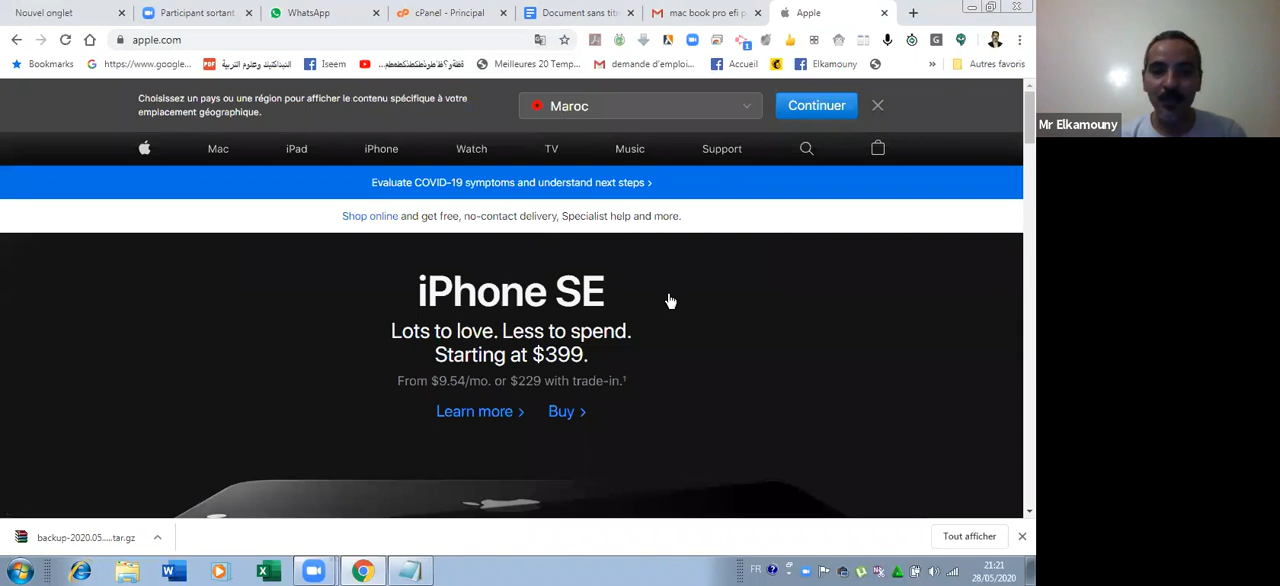 Nouvel onglet
Participant sortant
WhatsApp
cPanel - Principal
Document sans titr
mac book pro efi p
Apple
apple.com
Bookmarks
https://www.google...
Iseem
Meilleures 20 Temp...
demande d'emploi...
Accueil
Elkamouny
»
Autres favoris
Choisissez un pays ou une région pour afficher le contenu spécifique à votre
emplacement géographique.
Maroc
Continuer
Mr Elkamouny
Mac
iPad
iPhone
Watch
TV
Music
Support
Evaluate COVID-19 symptoms and understand next steps >
Shop online and get free, no-contact delivery, Specialist help and more.
iPhone SE
Lots to love. Less to spend.
Starting at $399.
From $9.54/mo. or $229 with trade-in.¹
Learn more >
Buy >
backup-2020.05.....tar.gz
Tout afficher
FR
21:21
28/05/2020